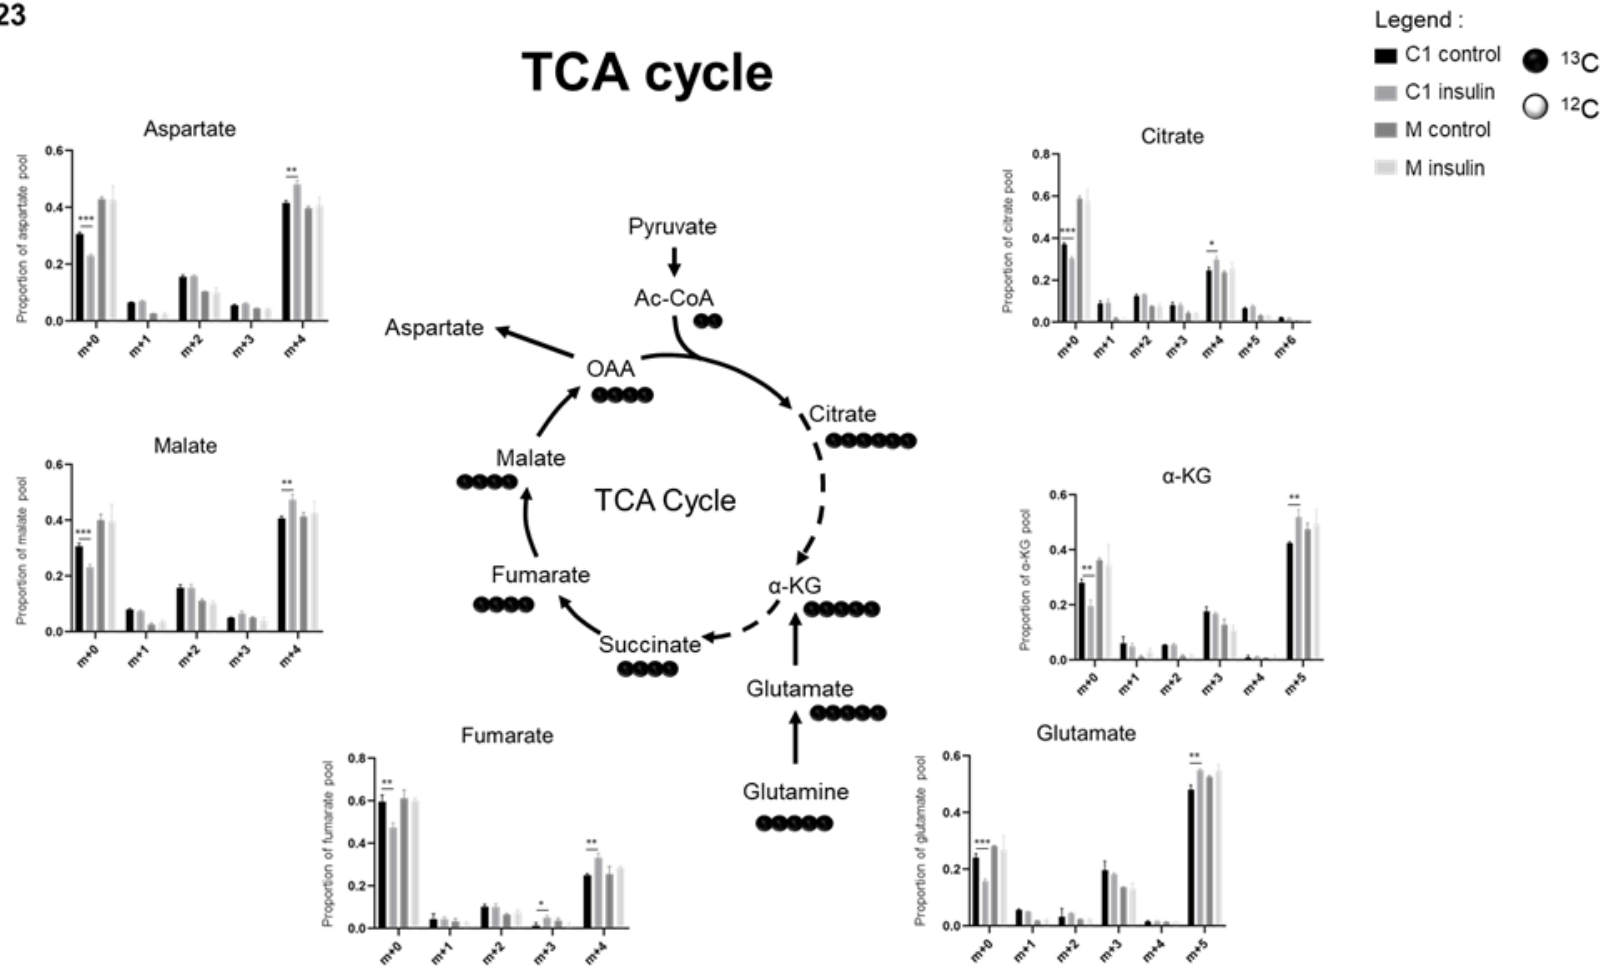 23
TCA cycle
Legend :
C1 control
C1 insulin
M control
M insulin
13C
12C
Aspartate
Proportion of aspartate pool
0.6
0.4
0.2
0.0
***
**
m+0
m+1
m+2
m+3
m+4
Citrate
Proportion of citrate pool
0.8
0.6
0.4
0.2
0.0
***
*
m+0
m+1
m+2
m+3
m+4
m+5
m+6
Pyruvate
Ac-CoA
Aspartate
OAA
Citrate
Malate
TCA Cycle
Fumarate
α-KG
Succinate
Glutamate
Glutamine
Malate
Proportion of malate pool
0.6
0.4
0.2
0.0
***
**
m+0
m+1
m+2
m+3
m+4
α-KG
Proportion of α-KG pool
0.6
0.4
0.2
0.0
**
**
m+0
m+1
m+2
m+3
m+4
m+5
Fumarate
Proportion of fumarate pool
0.8
0.6
0.4
0.2
0.0
**
*
**
m+0
m+1
m+2
m+3
m+4
Glutamate
Proportion of glutamate pool
0.6
0.4
0.2
0.0
***
**
m+0
m+1
m+2
m+3
m+4
m+5